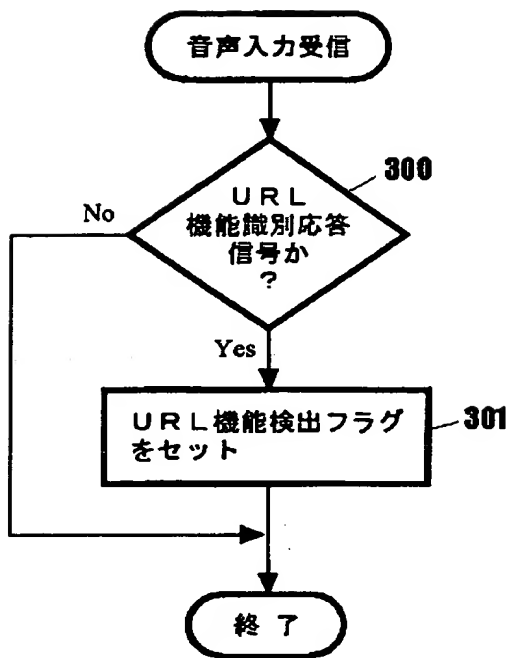 音声入力受信
300
URL
機能識別応答
信号か
?
No
Yes
URL機能検出フラグ
をセット
301
終了